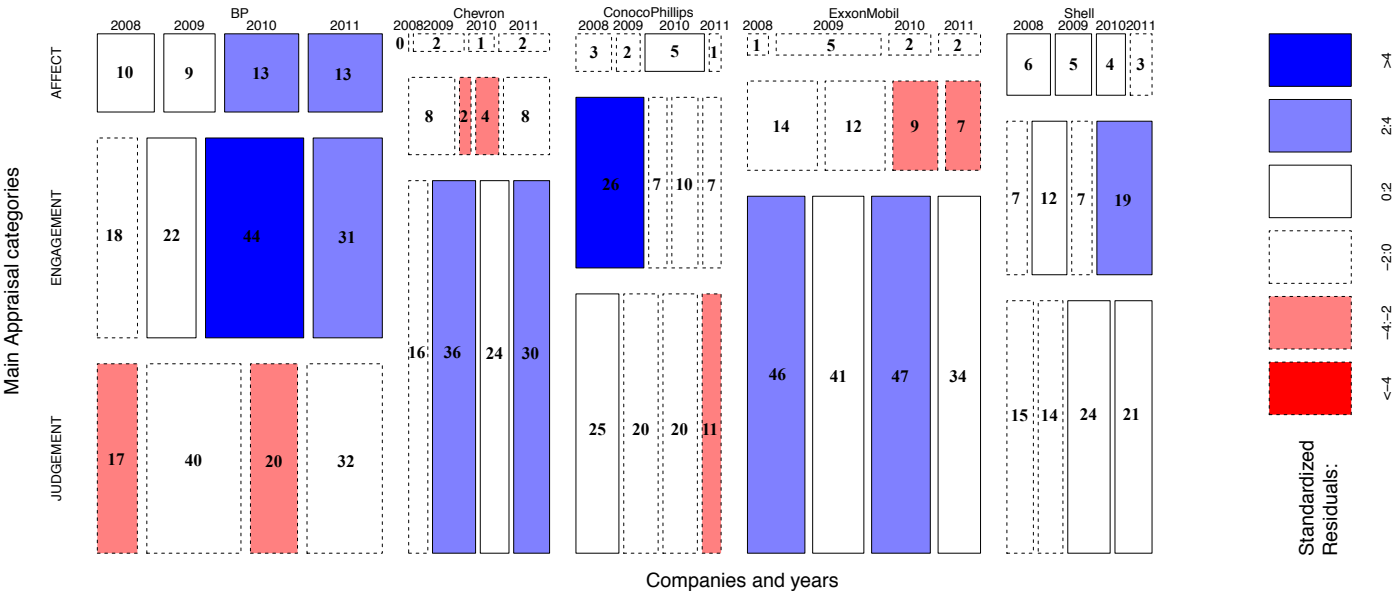 BP Chevron ConocoPhillips ExxonMobil Shell
2008 2009 2010 2011 2008 2009 2010 2011 2008 2009 2010 2011 2008 2009 2010 2011 2008 2009 2010 2011
AFFECT
10 9 13 13 0 2 1 2 3 2 5 1 1 5 2 2 6 5 4 3
ENGAGEMENT
18 22 44 31 8 2 4 8 26 7 10 7 14 12 9 7 7 12 7 19
JUDGEMENT
17 40 20 32 16 36 24 30 25 20 20 11 46 41 47 34 15 14 24 21
Main Appraisal categories
Companies and years
>4
2:4
0:2
−2:0
−4:−2
<−4
Standardized
Residuals: